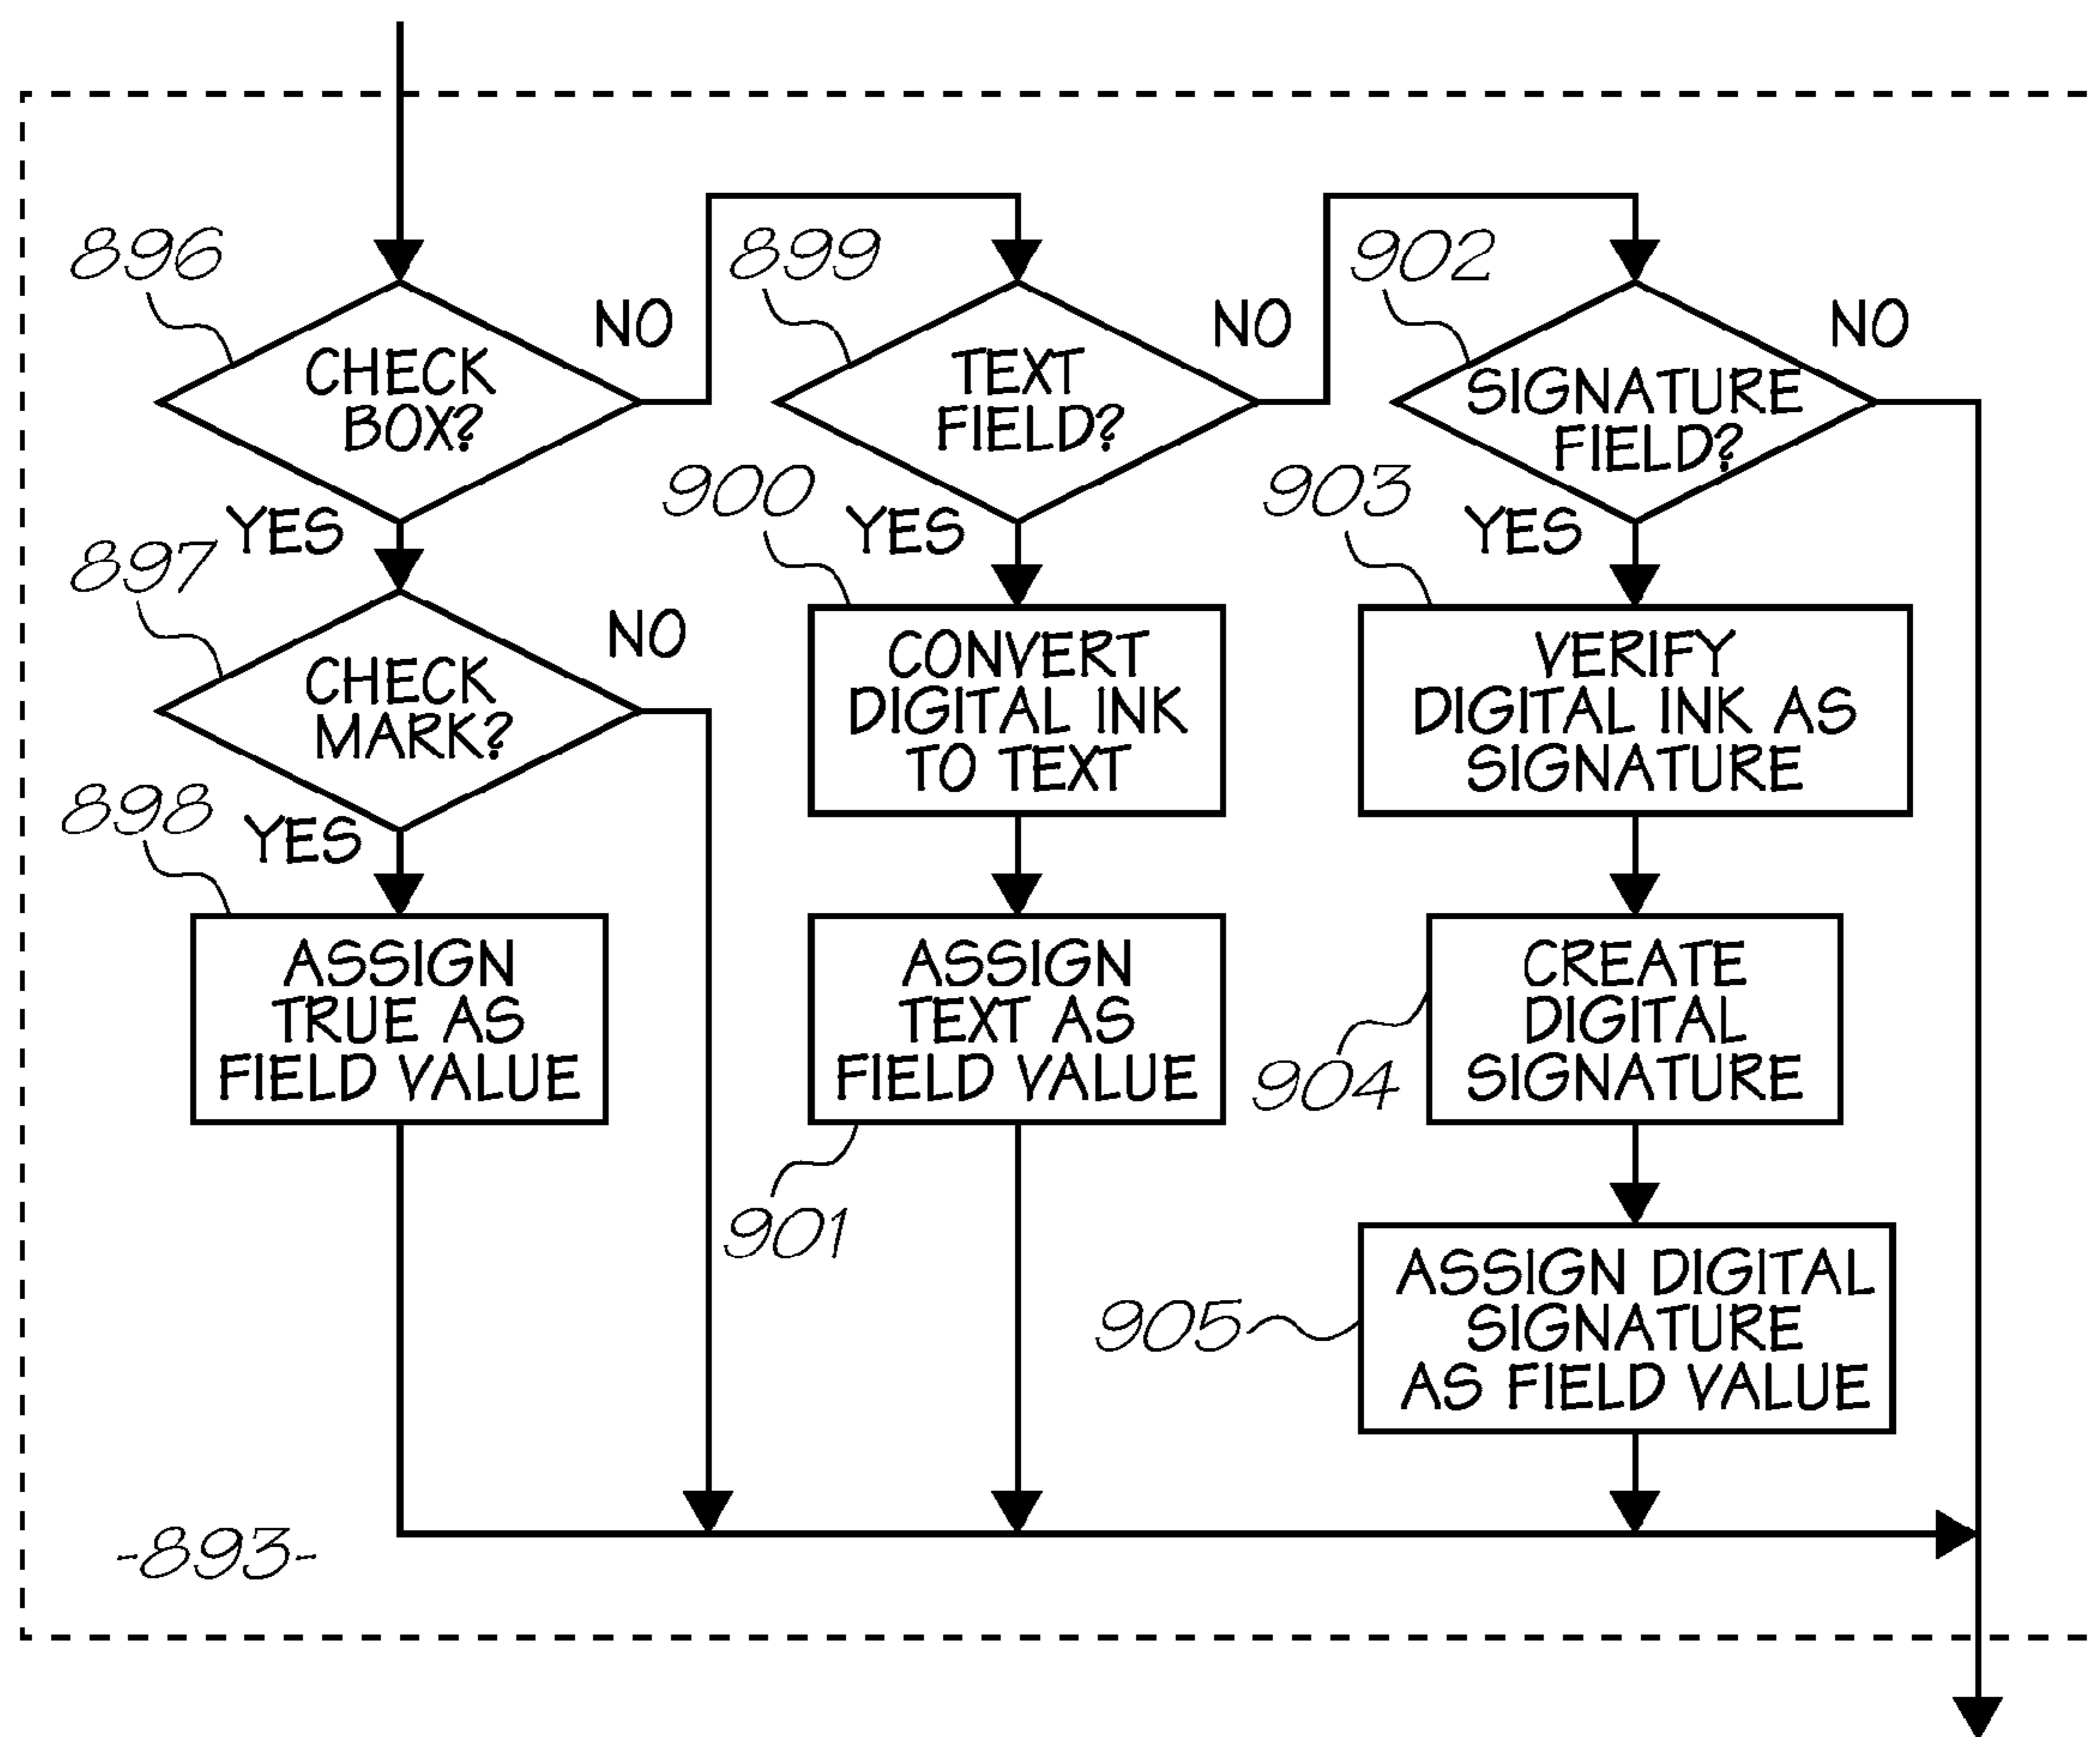 896
CHECK
BOX?
NO
YES
897
CHECK
MARK?
NO
YES
898
ASSIGN
TRUE AS
FIELD VALUE
899
TEXT
FIELD?
NO
YES
900
CONVERT
DIGITAL INK
TO TEXT
ASSIGN
TEXT AS
FIELD VALUE
901
902
SIGNATURE
FIELD?
NO
YES
903
VERIFY
DIGITAL INK AS
SIGNATURE
CREATE
DIGITAL
SIGNATURE
904
ASSIGN DIGITAL
SIGNATURE
AS FIELD VALUE
905
-893-